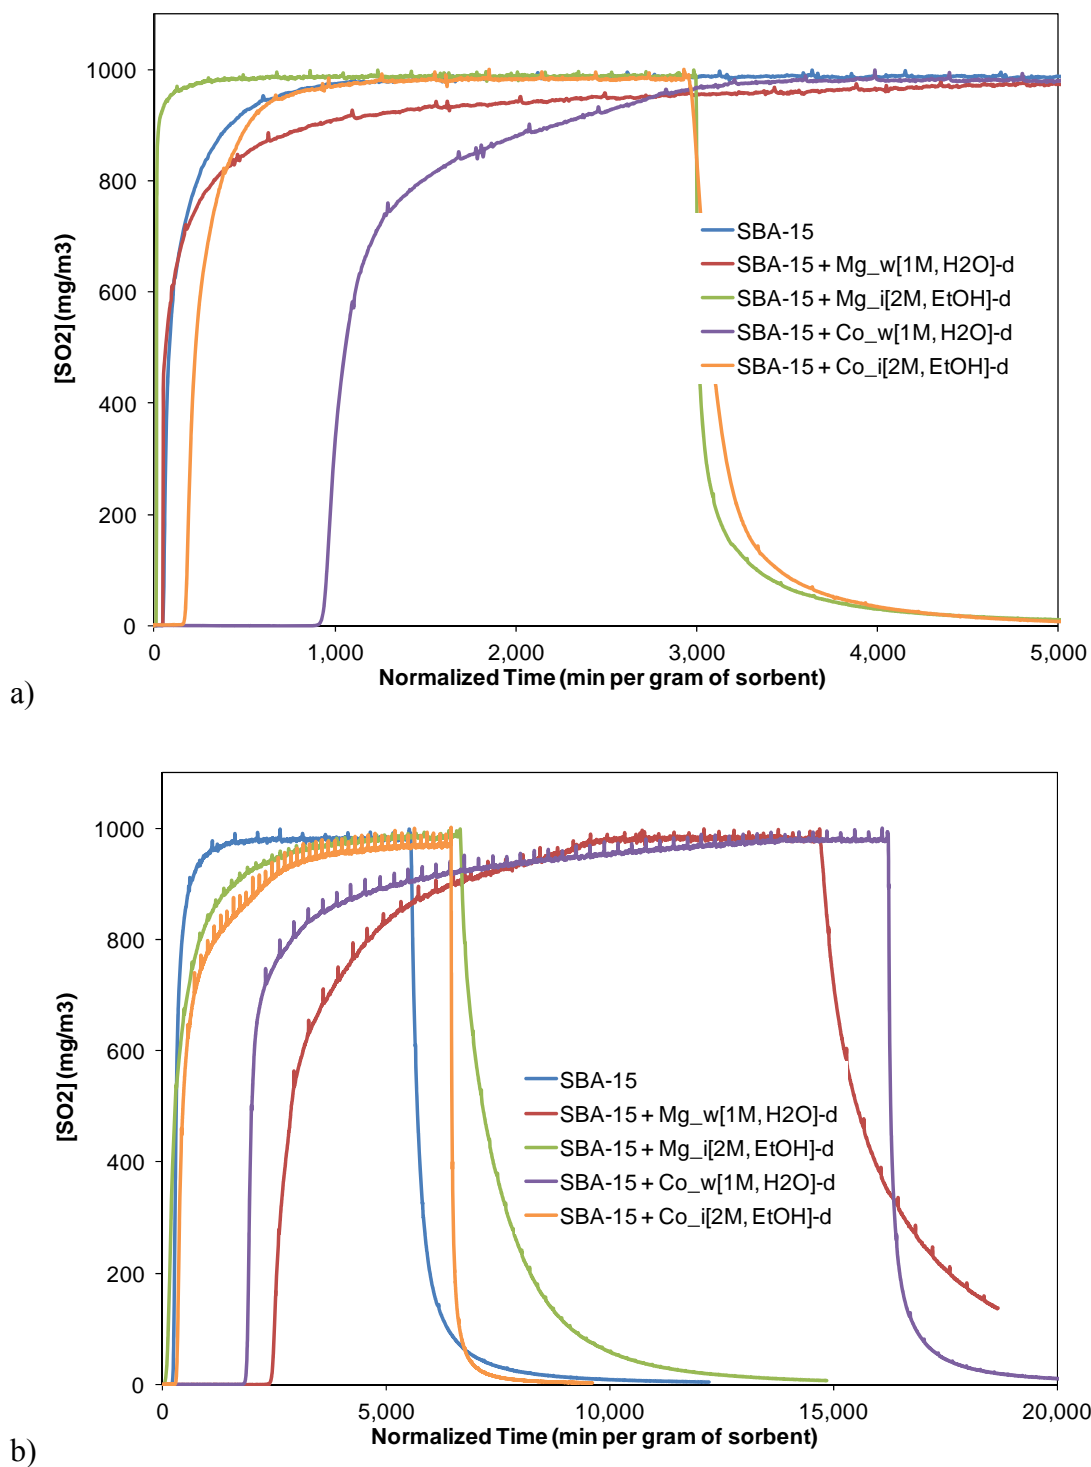 1000
800
600
400
200
0
[SO2] (mg/m3)
SBA-15
SBA-15 + Mg_w[1M, H2O]-d
SBA-15 + Mg_i[2M, EtOH]-d
SBA-15 + Co_w[1M, H2O]-d
SBA-15 + Co_i[2M, EtOH]-d
0 1,000 2,000 3,000 4,000 5,000
Normalized Time (min per gram of sorbent)
a)
1000
800
600
400
200
0
[SO2] (mg/m3)
SBA-15
SBA-15 + Mg_w[1M, H2O]-d
SBA-15 + Mg_i[2M, EtOH]-d
SBA-15 + Co_w[1M, H2O]-d
SBA-15 + Co_i[2M, EtOH]-d
0 5,000 10,000 15,000 20,000
Normalized Time (min per gram of sorbent)
b)